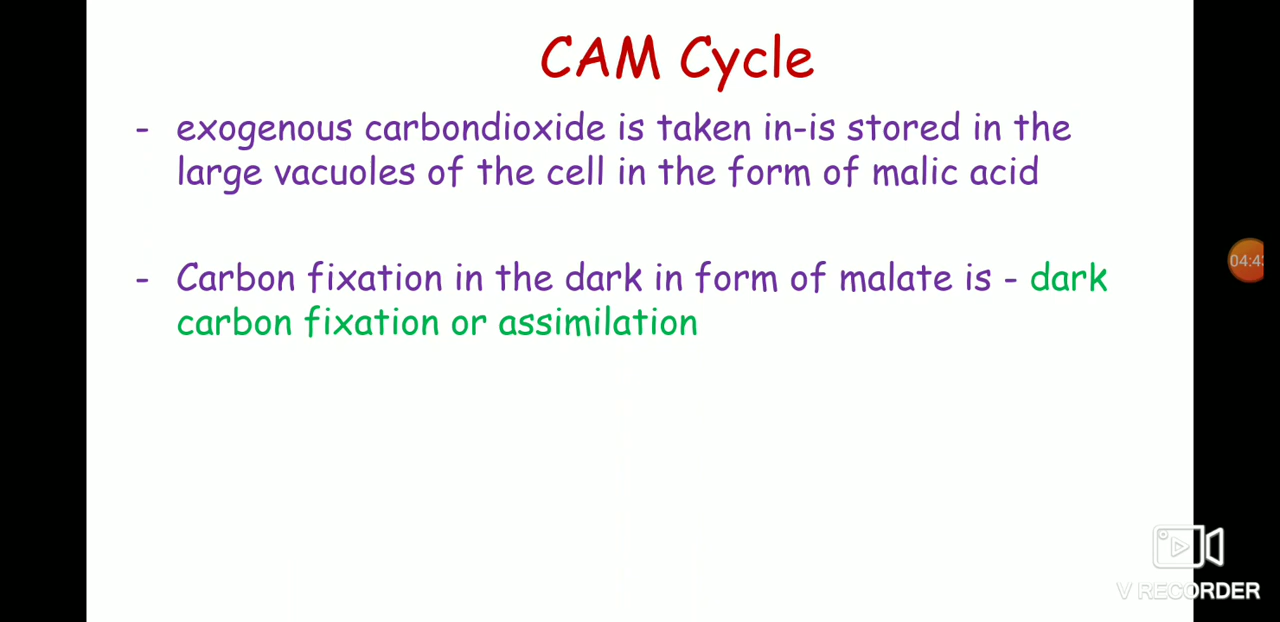 CAM Cycle
- exogenous carbondioxide is taken in-is stored in the
large vacuoles of the cell in the form of malic acid
- Carbon fixation in the dark in form of malate is - dark
carbon fixation or assimilation
V RECORDER